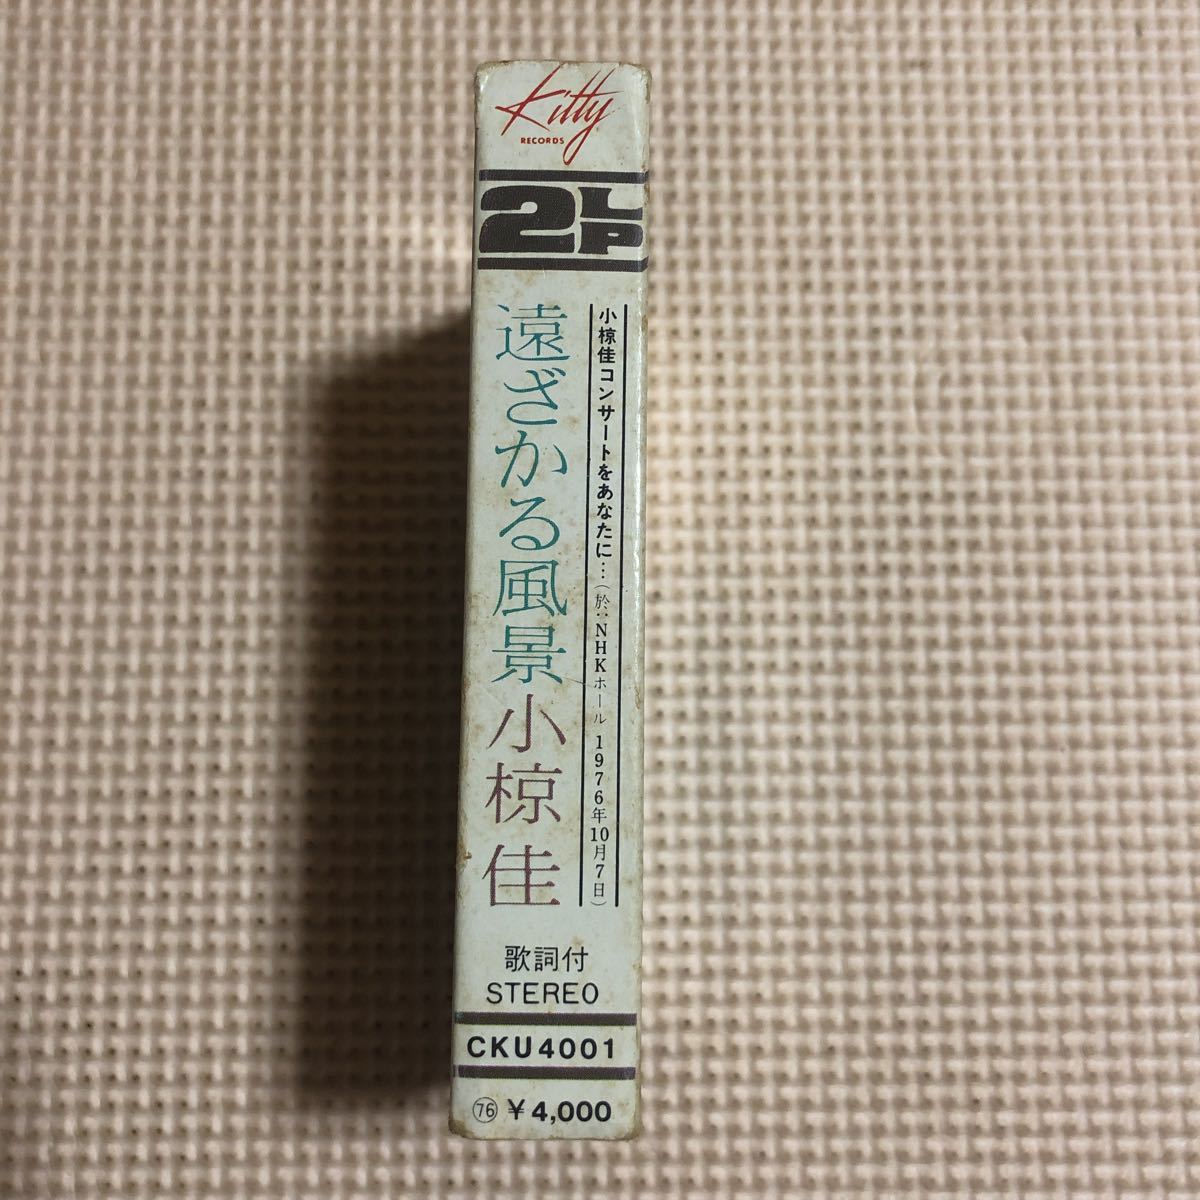 Kitty
RECORDS
2LP
小椋佳コンサートをあなたに…(於:NHKホール 1976年10月7日)
遠ざかる風景 小椋佳
歌詞付
STEREO
CKU4001
76 ¥4,000